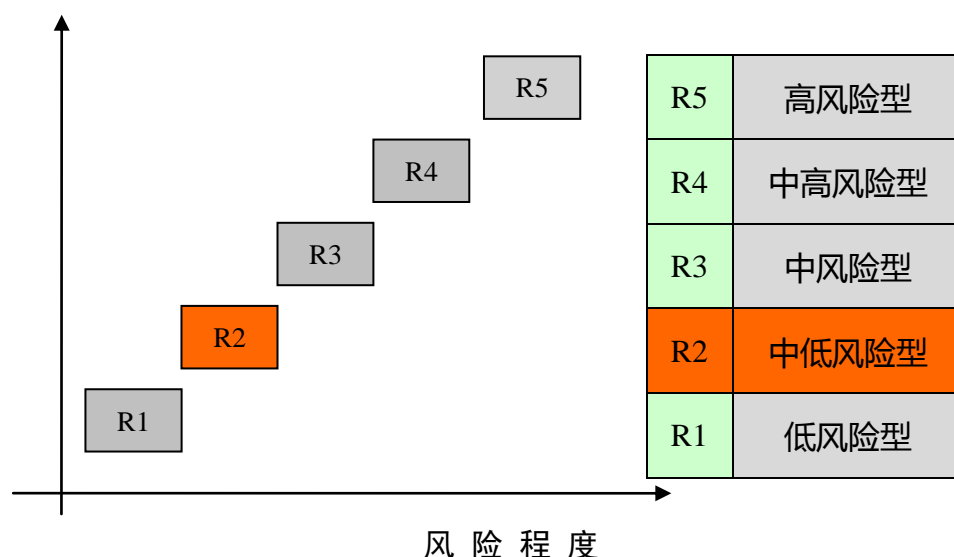 R5
R4
R3
R2
R1
R5 高风险型
R4 中高风险型
R3 中风险型
R2 中低风险型
R1 低风险型
风险程度